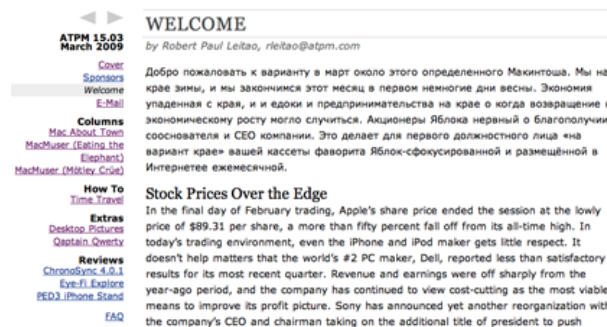 ATPM 15.03
March 2009
Cover
Sponsors
Welcome
E-Mail
Columns
Mac About Town
MacUser (Eating the
Elephant)
MacUser (Mötley Crüe)
How To
Time Travel
Extras
Desktop Pictures
Qaptain Qwerty
Reviews
ChronoSync 4.0.1
Eye-Fi Explore
PED3 iPhone Stand
FAQ
WELCOME
by Robert Paul Leitao, rleitao@atpm.com
Добро пожаловать к варианту в март около этого определенного Макинтоша. Мы на
крае зимы, и мы закончимся этот месяц в первом немногие дни весны. Экономия
упаденная с края, и и едоки и предпринимательства на крае о когда возвращение
экономическому росту могло случиться. Акционеры Яблока нервный о благополучии
сооснователя и CEO компании. Это делает для первого должностного лица «на
вариант крае» вашей кассеты фаворита Яблок-сфокусированной и размещённой в
Интернетее ежемесячной.
Stock Prices Over the Edge
In the final day of February trading, Apple's share price ended the session at the lowly
price of $89.31 per share, a more than fifty percent fall off from its all-time high. In
today's trading environment, even the iPhone and iPod maker gets little respect. It
doesn't help matters that the world's #2 PC maker, Dell, reported less than satisfactory
results for its most recent quarter. Revenue and earnings were off sharply from the
year-ago period, and the company has continued to view cost-cutting as the most viable
means to improve its profit picture. Sony has announced yet another reorganization with
the company's CEO and chairman taking on the additional title of president to push